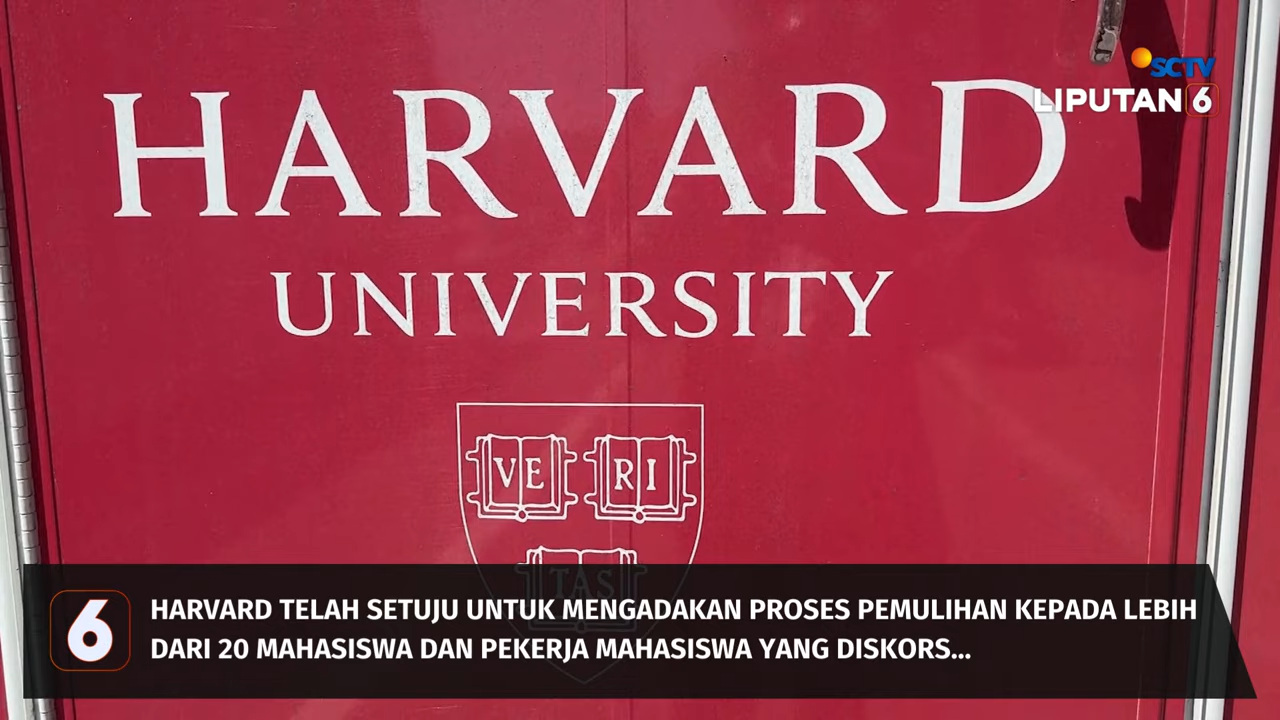 HARVARD
UNIVERSITY
SCTV
LIPUTAN 6
VE RI
TAS
6
HARVARD TELAH SETUJU UNTUK MENGADAKAN PROSES PEMULIHAN KEPADA LEBIH
DARI 20 MAHASISWA DAN PEKERJA MAHASISWA YANG DISKORS...